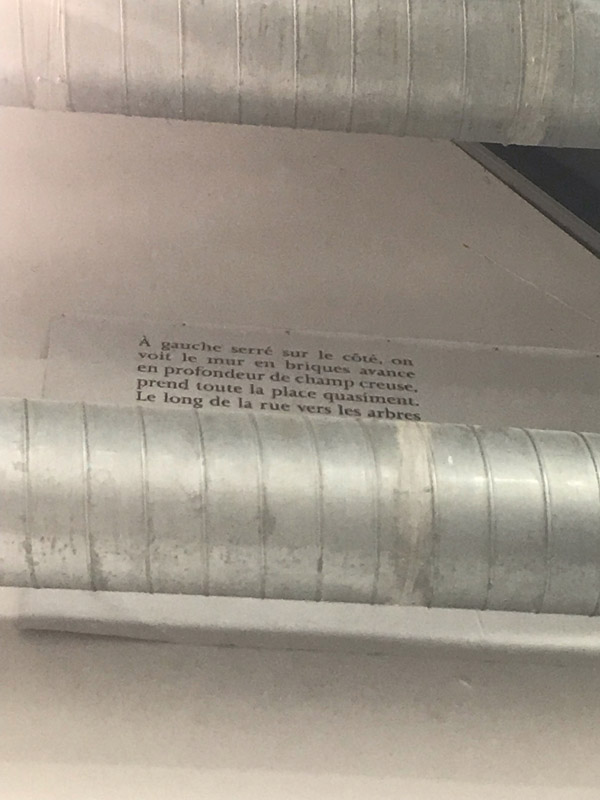 À gauche serré sur le côté, on
voit le mur en briques avance
en profondeur de champ creuse,
prend toute la place quasiment.
Le long de la rue vers les arbres